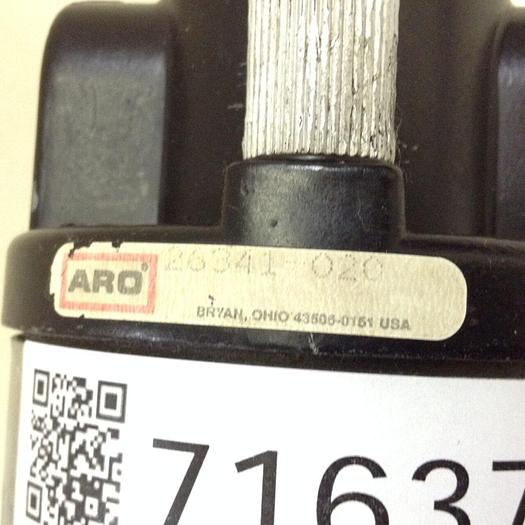 ARO® 26341-020
BRYAN, OHIO 43506-0151 USA
71637